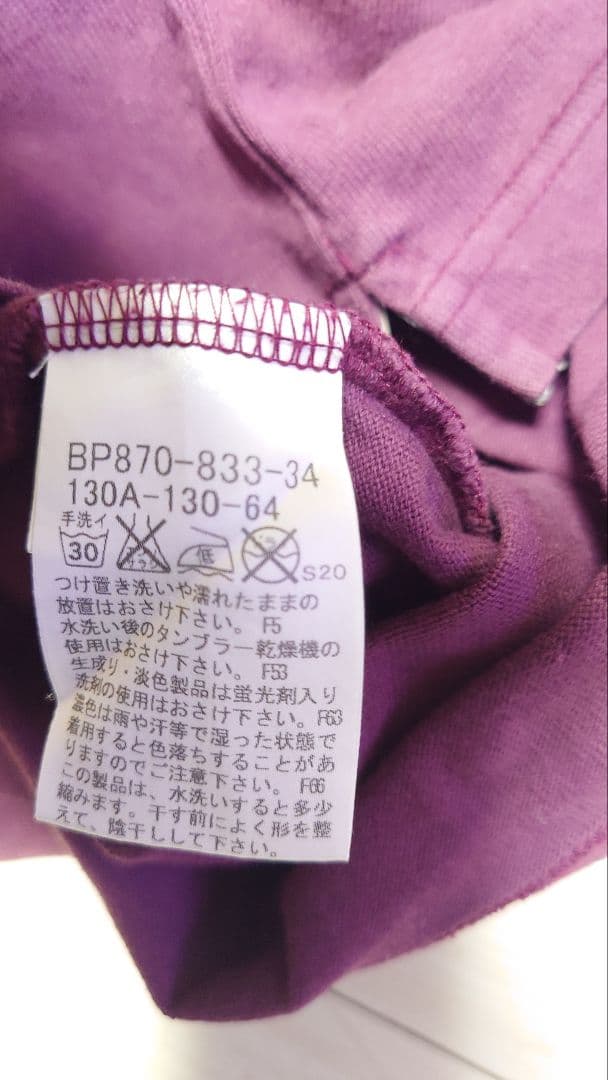 BP870-833-34
130A-130-64
手洗イ
30 サラシ 低 S20
つけ置き洗いや濡れたままの
放置はおさけ下さい。 F5
水洗い後のタンブラー乾燥機の
使用はおさけ下さい。 F53
生成り・淡色製品は蛍光剤入り
洗剤の使用はおさけ下さい。F63
濃色は雨や汗等で湿った状態で
着用すると色落ちすることがあ
りますのでご注意下さい。 F66
この製品は、水洗いすると多少
縮みます。干す前によく形を整
えて、陰干しして下さい。